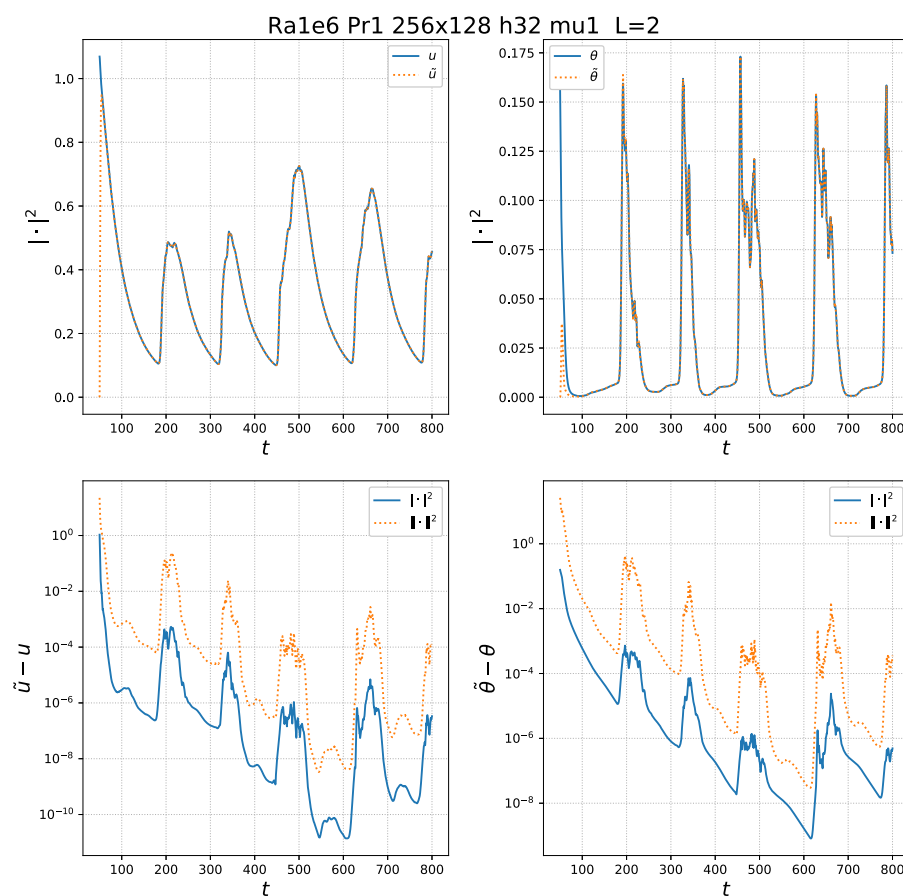 Ra1e6 Pr1 256x128 h32 mu1 L=2
|·|²
1.0
0.8
0.6
0.4
0.2
0.0
u
ũ
100 200 300 400 500 600 700 800
t
|·|²
0.175
0.150
0.125
0.100
0.075
0.050
0.025
0.000
θ
θ̃
100 200 300 400 500 600 700 800
t
ũ − u
10⁰
10⁻²
10⁻⁴
10⁻⁶
10⁻⁸
10⁻¹⁰
|·|²
‖·‖²
100 200 300 400 500 600 700 800
t
θ̃ − θ
10⁰
10⁻²
10⁻⁴
10⁻⁶
10⁻⁸
|·|²
‖·‖²
100 200 300 400 500 600 700 800
t